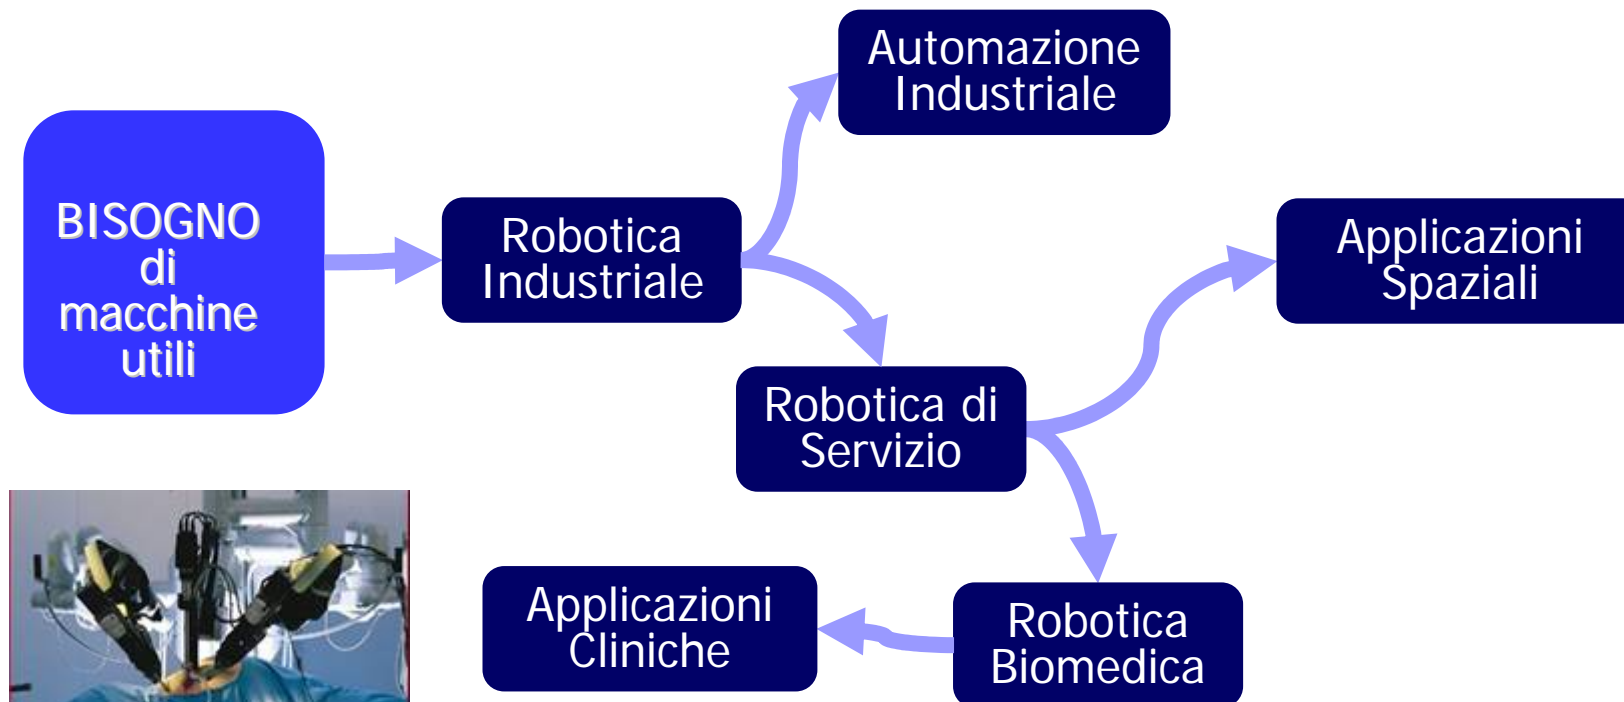 Automazione
Industriale
BISOGNO
di
macchine
utili
Robotica
Industriale
Applicazioni
Spaziali
Robotica di
Servizio
Applicazioni
Cliniche
Robotica
Biomedica